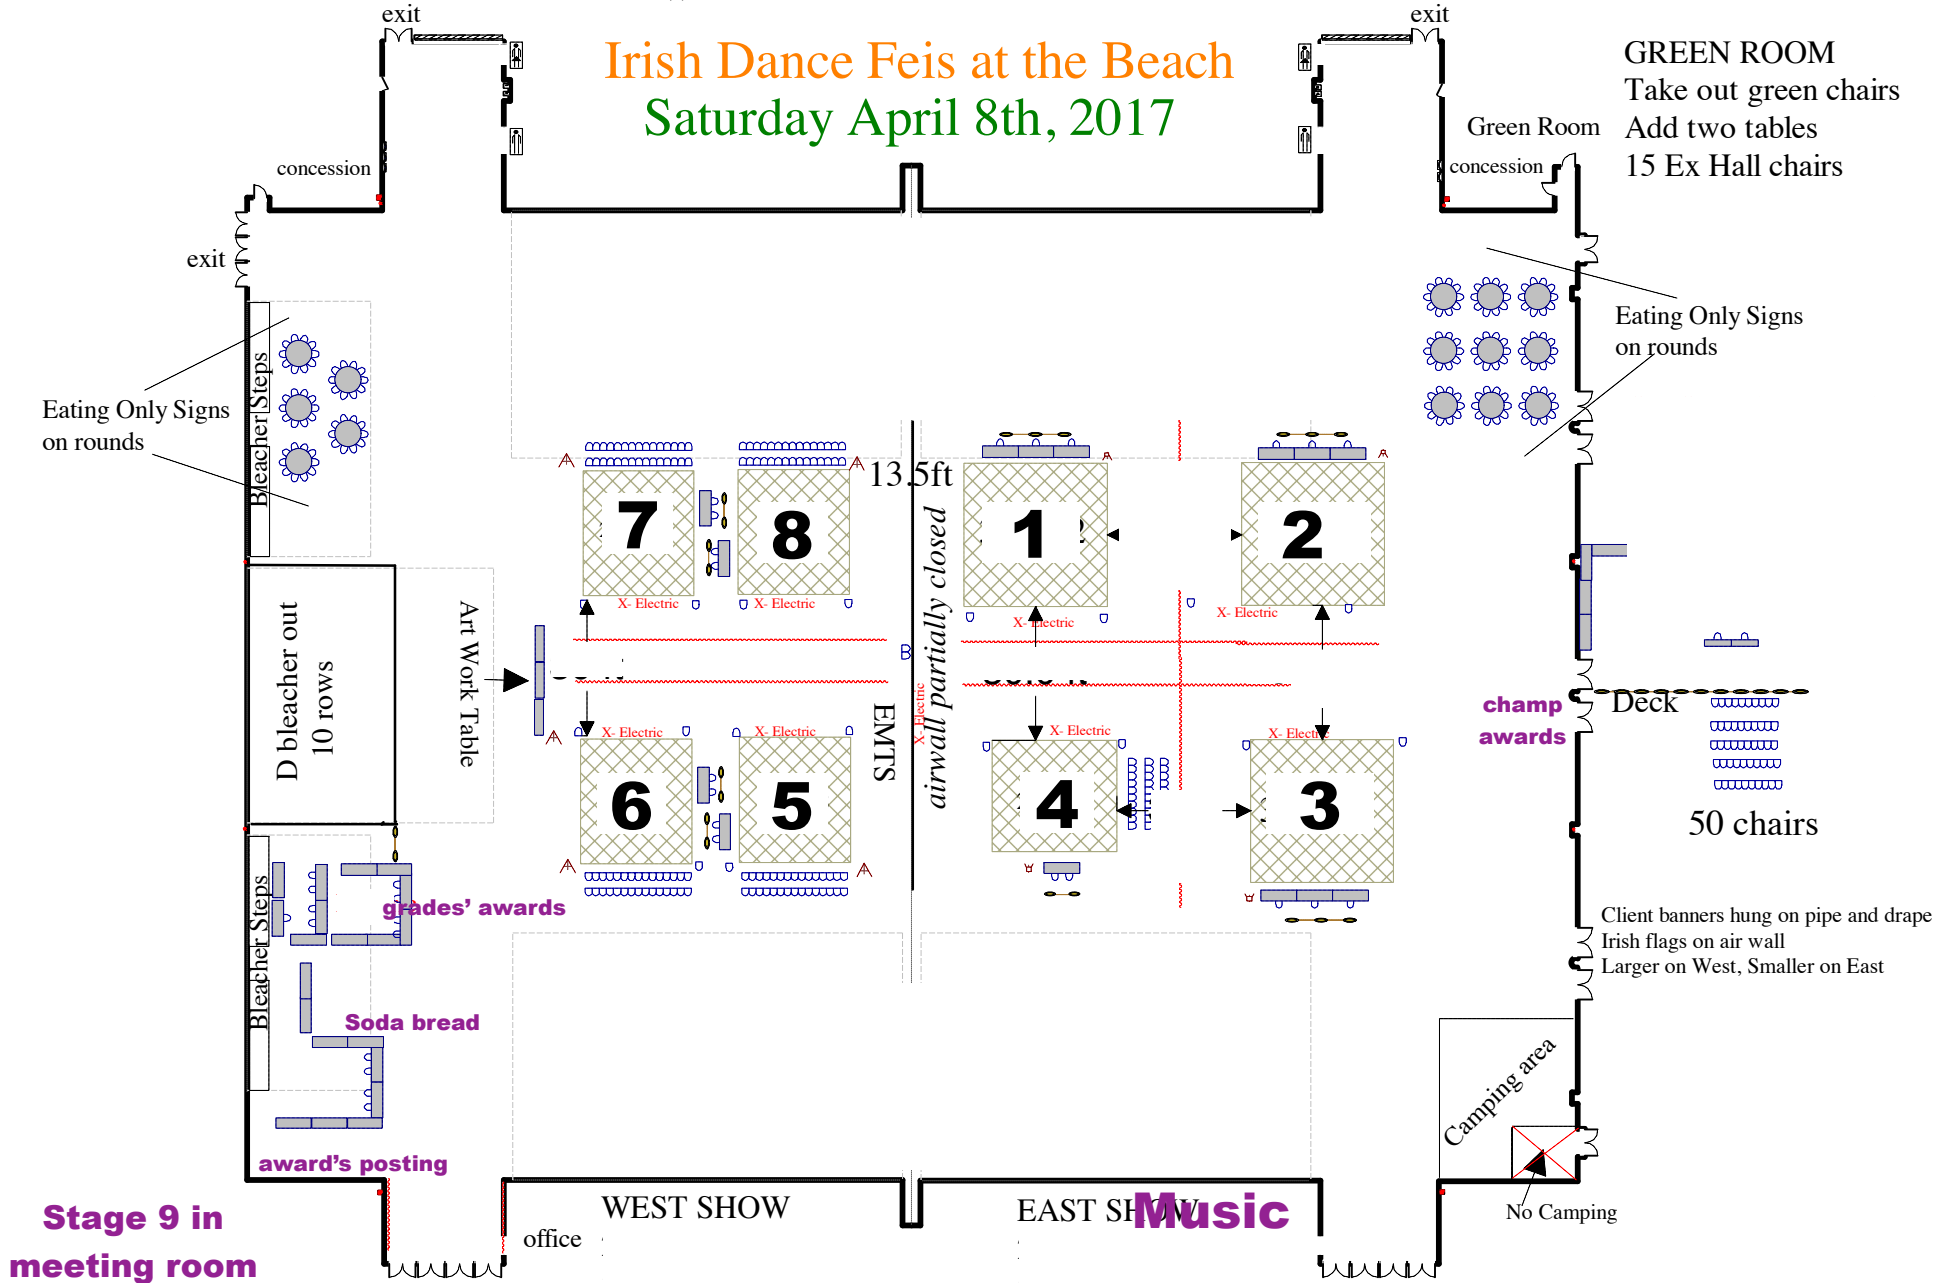 exit
exit
Irish Dance Feis at the Beach
Saturday April 8th, 2017
GREEN ROOM
Take out green chairs
Add two tables
15 Ex Hall chairs
Green Room
concession
concession
exit
Eating Only Signs
on rounds
Eating Only Signs
on rounds
Bleacher Steps
13.5ft
7
8
1
2
X- Electric
X- Electric
X- Electric
X- Electric
airwall partially closed
D bleacher out
10 rows
Art Work Table
EMTS
X- Electric
champ
awards
Deck
X- Electric
X- Electric
X- Electric
X- Electric
6
5
4
3
50 chairs
Bleacher Steps
grades' awards
Client banners hung on pipe and drape
Irish flags on air wall
Larger on West, Smaller on East
Soda bread
Camping area
award's posting
WEST SHOW
EAST SHOW
Music
No Camping
Stage 9 in
meeting room
office